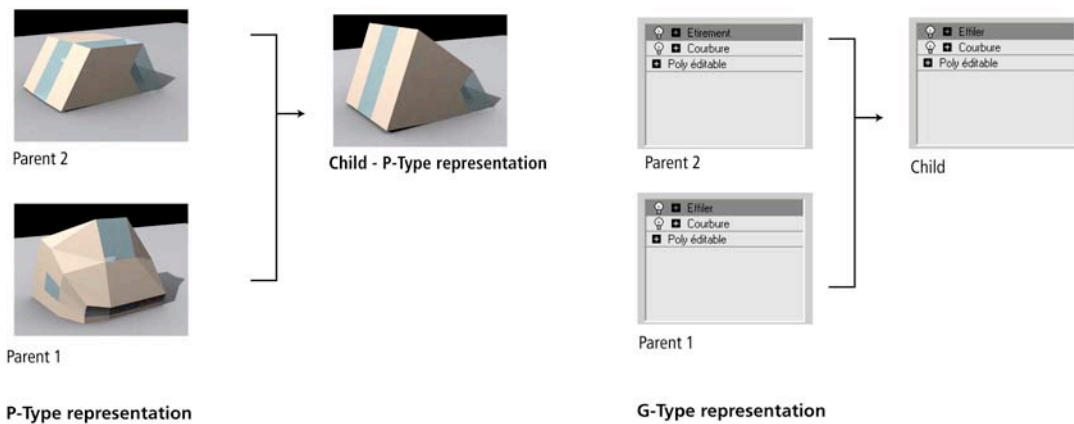 Parent 2
Child - P-Type representation
Parent 1
P-Type representation
Etirement
Courbure
Poly éditable
Parent 2
Effiler
Courbure
Poly éditable
Child
Effiler
Courbure
Poly éditable
Parent 1
G-Type representation